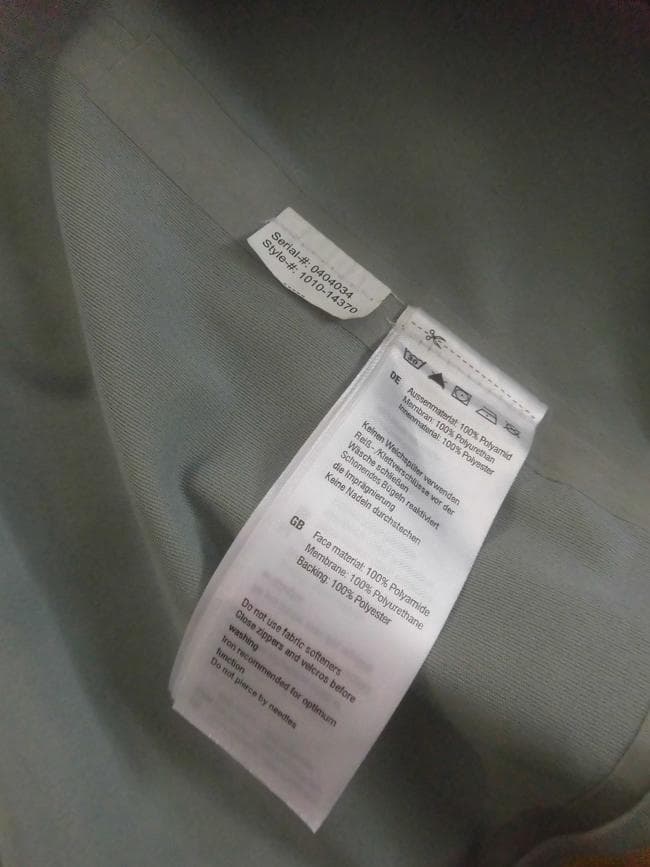 Serial-#: 0404034
Style-#: 1010-14370
30
DE
Aussenmaterial: 100% Polyamid
Membran: 100% Polyurethan
Innenmaterial: 100% Polyester
Keinen Weichspüler verwenden
Reiß-/Klettverschlüsse vor der
Wäsche schließen
Schonendes Bügeln reaktiviert
die Imprägnierung
Keine Nadeln durchstechen
GB
Face material: 100% Polyamide
Membrane: 100% Polyurethane
Backing: 100% Polyester
Do not use fabric softeners
Close zippers and velcros before
washing
Iron recommended for optimum
function
Do not pierce by needles